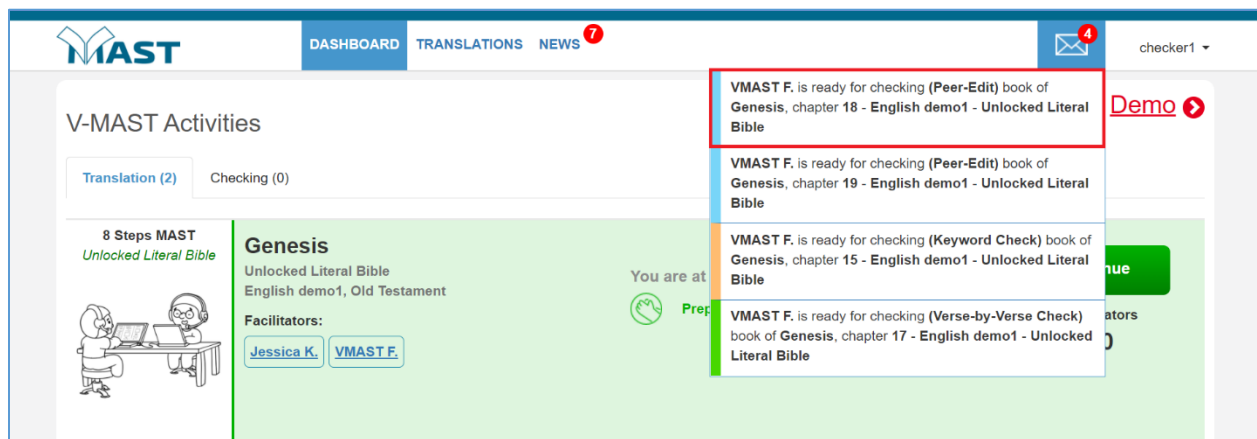 MAST
DASHBOARD TRANSLATIONS NEWS 7
4
checker1
V-MAST Activities
Demo
Translation (2) Checking (0)
VMAST F. is ready for checking (Peer-Edit) book of
Genesis, chapter 18 - English demo1 - Unlocked Literal
Bible
VMAST F. is ready for checking (Peer-Edit) book of
Genesis, chapter 19 - English demo1 - Unlocked Literal
Bible
VMAST F. is ready for checking (Keyword Check) book of
Genesis, chapter 15 - English demo1 - Unlocked Literal
Bible
VMAST F. is ready for checking (Verse-by-Verse Check)
book of Genesis, chapter 17 - English demo1 - Unlocked
Literal Bible
8 Steps MAST
Unlocked Literal Bible
Genesis
Unlocked Literal Bible
English demo1, Old Testament
Facilitators:
Jessica K. VMAST F.
You are at
Prep
nue
ators